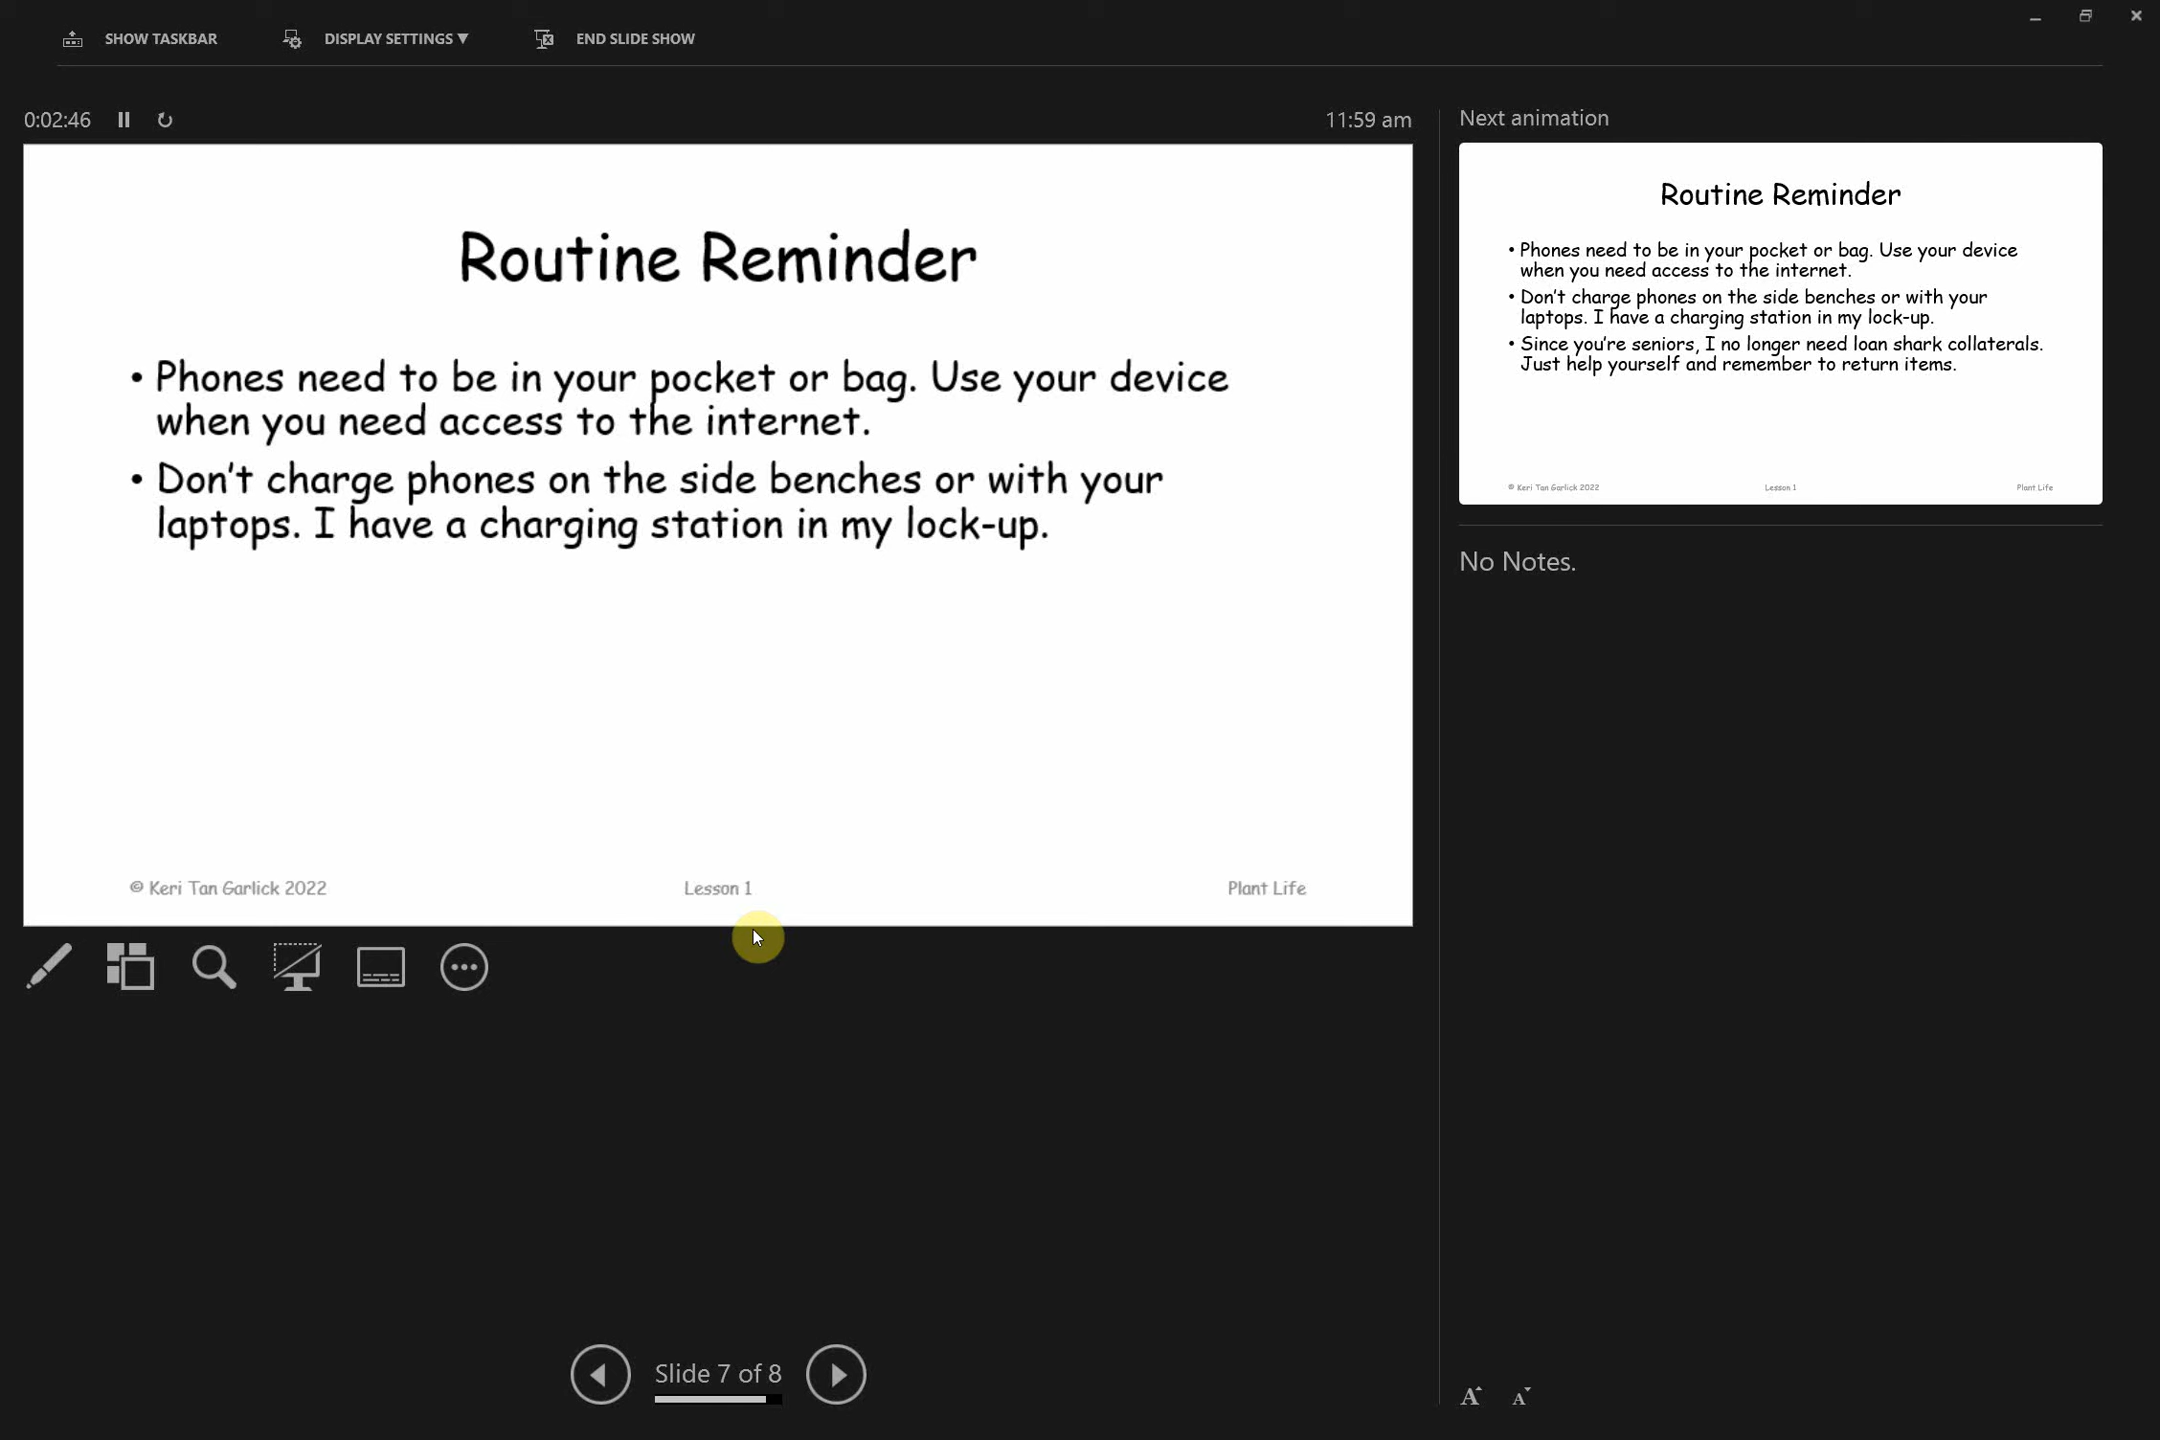 SHOW TASKBAR
DISPLAY SETTINGS ▼
END SLIDE SHOW
0:02:46
11:59 am
Routine Reminder
• Phones need to be in your pocket or bag. Use your device
when you need access to the internet.
• Don't charge phones on the side benches or with your
laptops. I have a charging station in my lock-up.
© Keri Tan Garlick 2022
Lesson 1
Plant Life
Slide 7 of 8
Next animation
Routine Reminder
• Phones need to be in your pocket or bag. Use your device
when you need access to the internet.
• Don't charge phones on the side benches or with your
laptops. I have a charging station in my lock-up.
• Since you're seniors, I no longer need loan shark collaterals.
Just help yourself and remember to return items.
© Keri Tan Garlick 2022
Lesson 1
Plant Life
No Notes.
A A